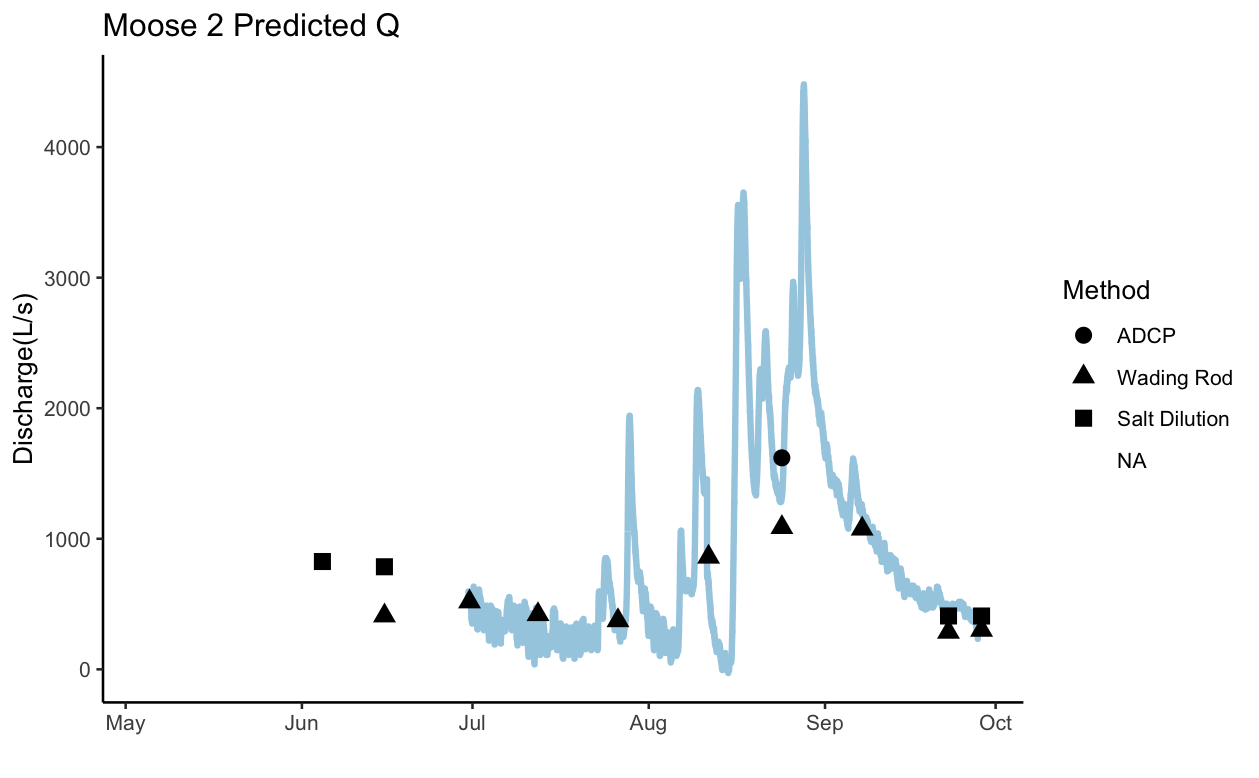 Moose 2 Predicted Q
Discharge(L/s)
4000
3000
2000
1000
0
May Jun Jul Aug Sep Oct
Method
ADCP
Wading Rod
Salt Dilution
NA